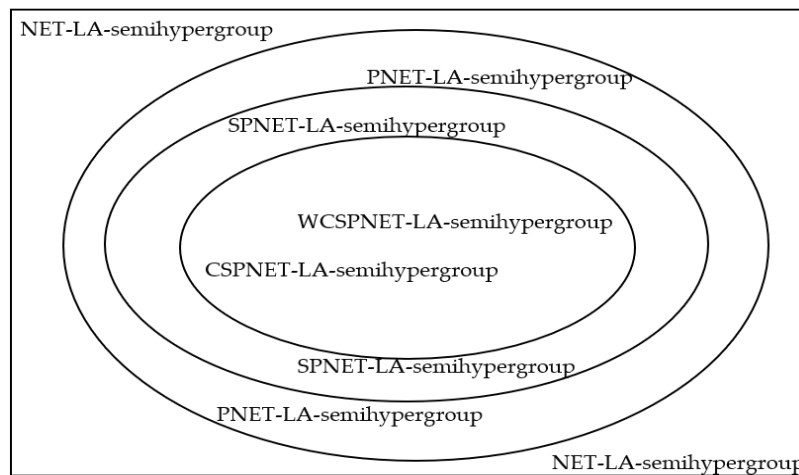 NET-LA-semihypergroup
PNET-LA-semihypergroup
SPNET-LA-semihypergroup
WCSPNET-LA-semihypergroup
CSPNET-LA-semihypergroup
SPNET-LA-semihypergroup
PNET-LA-semihypergroup
NET-LA-semihypergroup